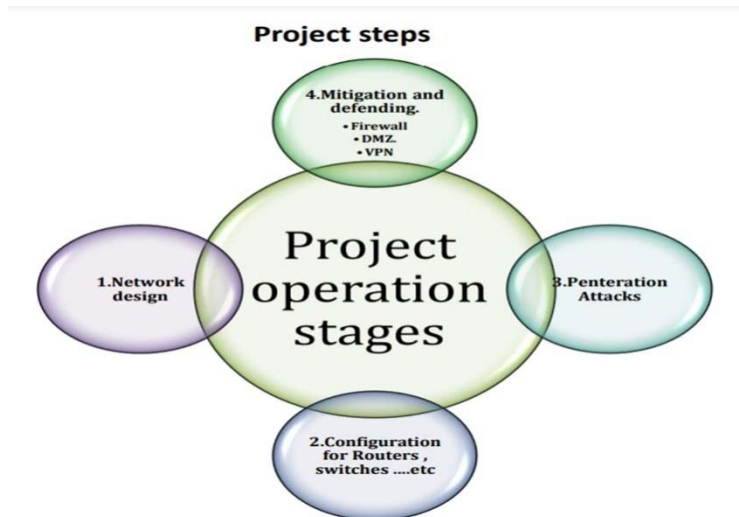 Project steps
4.Mitigation and
defending.
• Firewall
• DMZ.
• VPN
Project
operation
stages
1.Network
design
3.Penteration
Attacks
2.Configuration
for Routers ,
switches ....etc